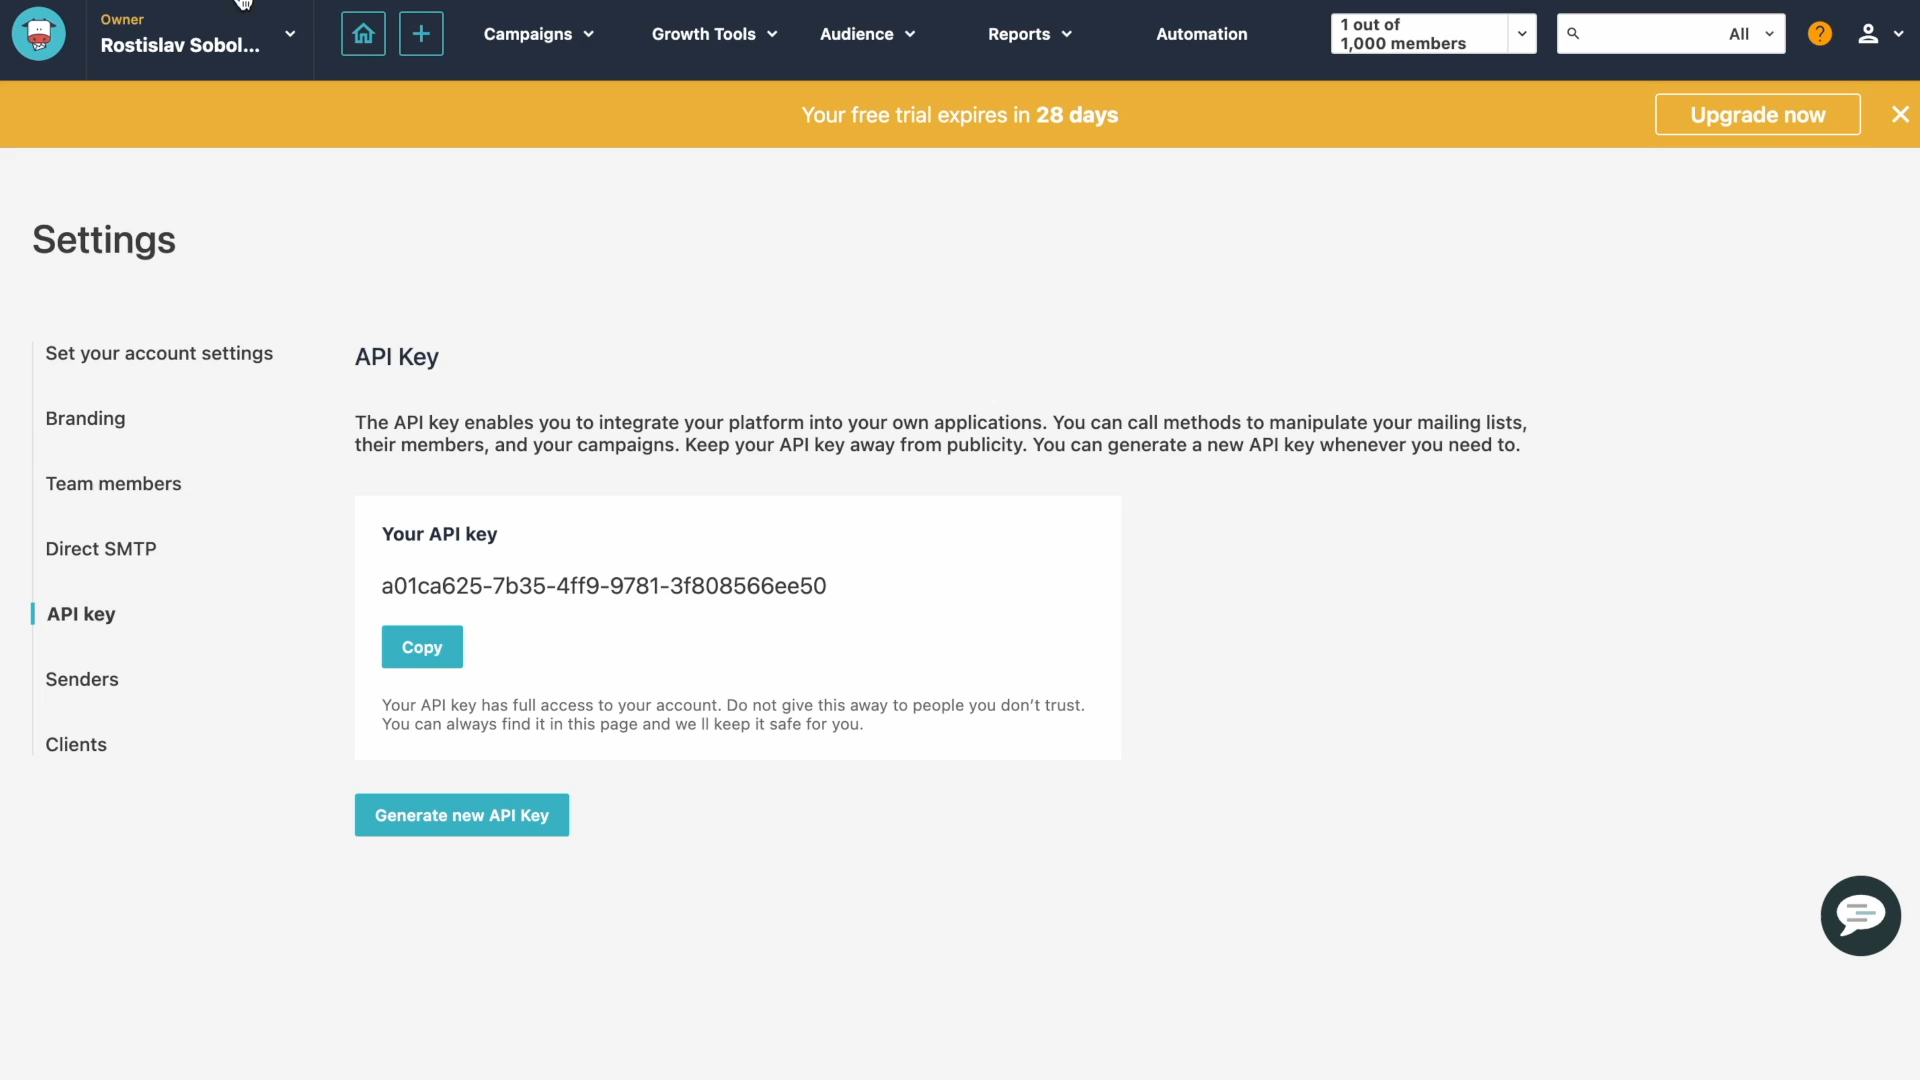 Owner
Rostislav Sobol...
Campaigns
Growth Tools
Audience
Reports
Automation
1 out of
1,000 members
All
?
Your free trial expires in 28 days
Upgrade now
Settings
Set your account settings
Branding
Team members
Direct SMTP
API key
Senders
Clients
API Key
The API key enables you to integrate your platform into your own applications. You can call methods to manipulate your mailing lists,
their members, and your campaigns. Keep your API key away from publicity. You can generate a new API key whenever you need to.
Your API key
a01ca625-7b35-4ff9-9781-3f808566ee50
Copy
Your API key has full access to your account. Do not give this away to people you don't trust.
You can always find it in this page and we ll keep it safe for you.
Generate new API Key